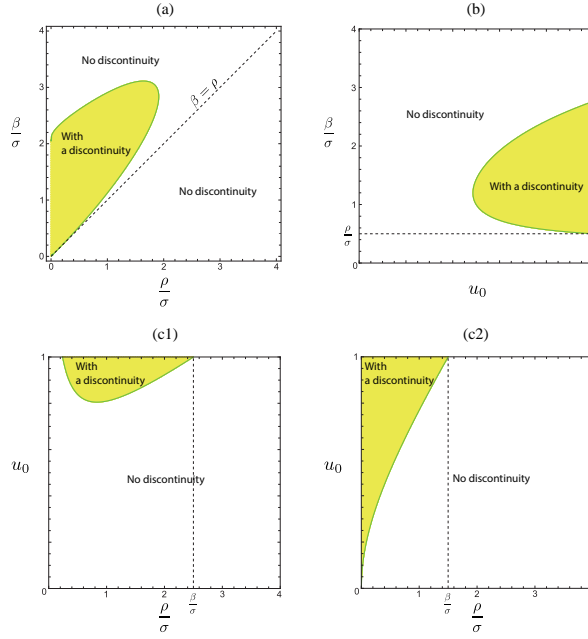 (a)
4
3
2
1
0
β/σ
No discontinuity
With
a discontinuity
β = ρ
No discontinuity
0
1
2
3
4
ρ/σ
(b)
4
3
2
1
0
β/σ
ρ/σ
No discontinuity
With a discontinuity
u₀
(c1)
1
0
u₀
With
a discontinuity
No discontinuity
1
2
β/σ
3
4
ρ/σ
(c2)
1
0
u₀
With
a discontinuity
No discontinuity
1
β/σ
2
3
ρ/σ